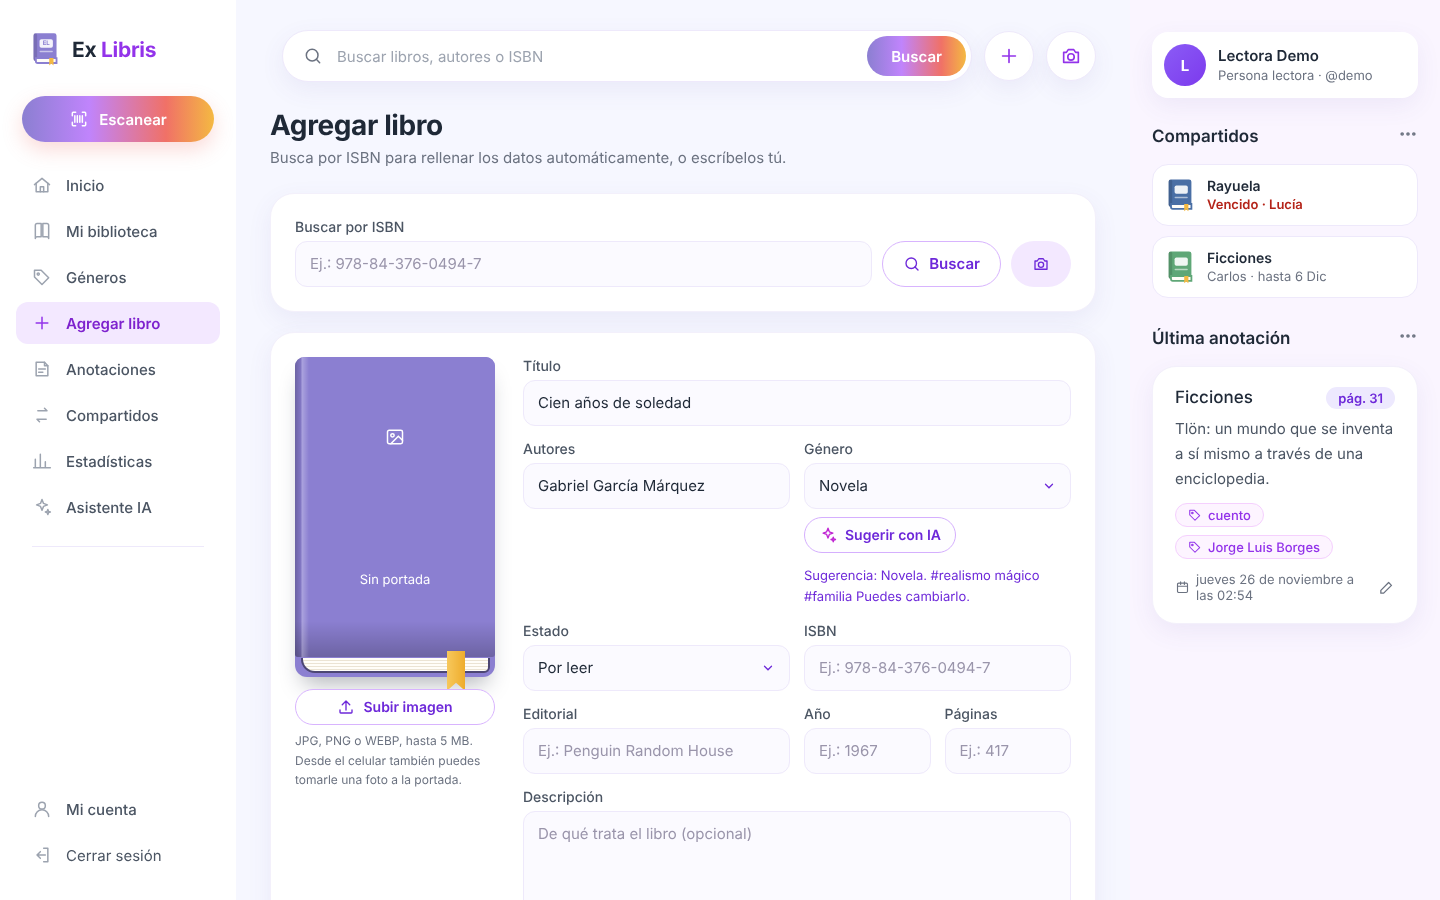 Ex Libris
Escanear
Inicio
Mi biblioteca
Géneros
Agregar libro
Anotaciones
Compartidos
Estadísticas
Asistente IA
Mi cuenta
Cerrar sesión
Buscar libros, autores o ISBN
Buscar
Agregar libro
Busca por ISBN para rellenar los datos automáticamente, o escríbelos tú.
Buscar por ISBN
Ej.: 978-84-376-0494-7
Buscar
Sin portada
Subir imagen
JPG, PNG o WEBP, hasta 5 MB.
Desde el celular también puedes
tomarle una foto a la portada.
Título
Cien años de soledad
Autores
Gabriel García Márquez
Género
Novela
Sugerir con IA
Sugerencia: Novela. #realismo mágico
#familia Puedes cambiarlo.
Estado
Por leer
ISBN
Ej.: 978-84-376-0494-7
Editorial
Ej.: Penguin Random House
Año
Ej.: 1967
Páginas
Ej.: 417
Descripción
De qué trata el libro (opcional)
L
Lectora Demo
Persona lectora · @demo
Compartidos
Rayuela
Vencido · Lucía
Ficciones
Carlos · hasta 6 Dic
Última anotación
Ficciones
pág. 31
Tlön: un mundo que se inventa
a sí mismo a través de una
enciclopedia.
cuento
Jorge Luis Borges
jueves 26 de noviembre a
las 02:54